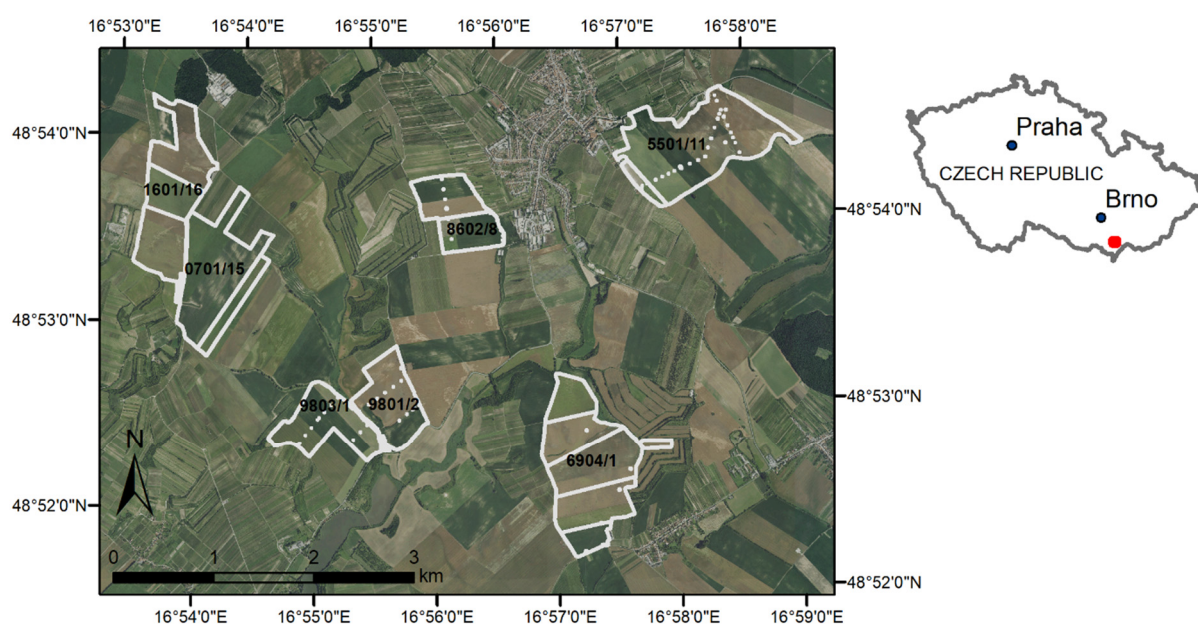 16°53'0"E 16°54'0"E 16°55'0"E 16°56'0"E 16°57'0"E 16°58'0"E
48°54'0"N
5501/11
1601/16
48°54'0"N
8602/8
0701/15
48°53'0"N
48°53'0"N
9803/1
9801/2
N
6904/1
48°52'0"N
0 1 2 3
km
48°52'0"N
16°54'0"E 16°55'0"E 16°56'0"E 16°57'0"E 16°58'0"E 16°59'0"E
Praha
CZECH REPUBLIC
Brno